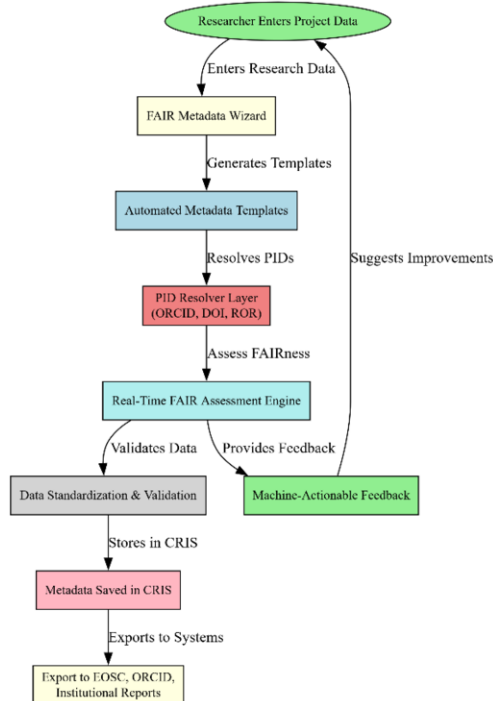 Researcher Enters Project Data
Enters Research Data
FAIR Metadata Wizard
Generates Templates
Automated Metadata Templates
Resolves PIDs
Suggests Improvements
PID Resolver Layer
(ORCID, DOI, ROR)
Assess FAIRness
Real-Time FAIR Assessment Engine
Validates Data
Provides Feedback
Data Standardization & Validation
Machine-Actionable Feedback
Stores in CRIS
Metadata Saved in CRIS
Exports to Systems
Export to EOSC, ORCID,
Institutional Reports